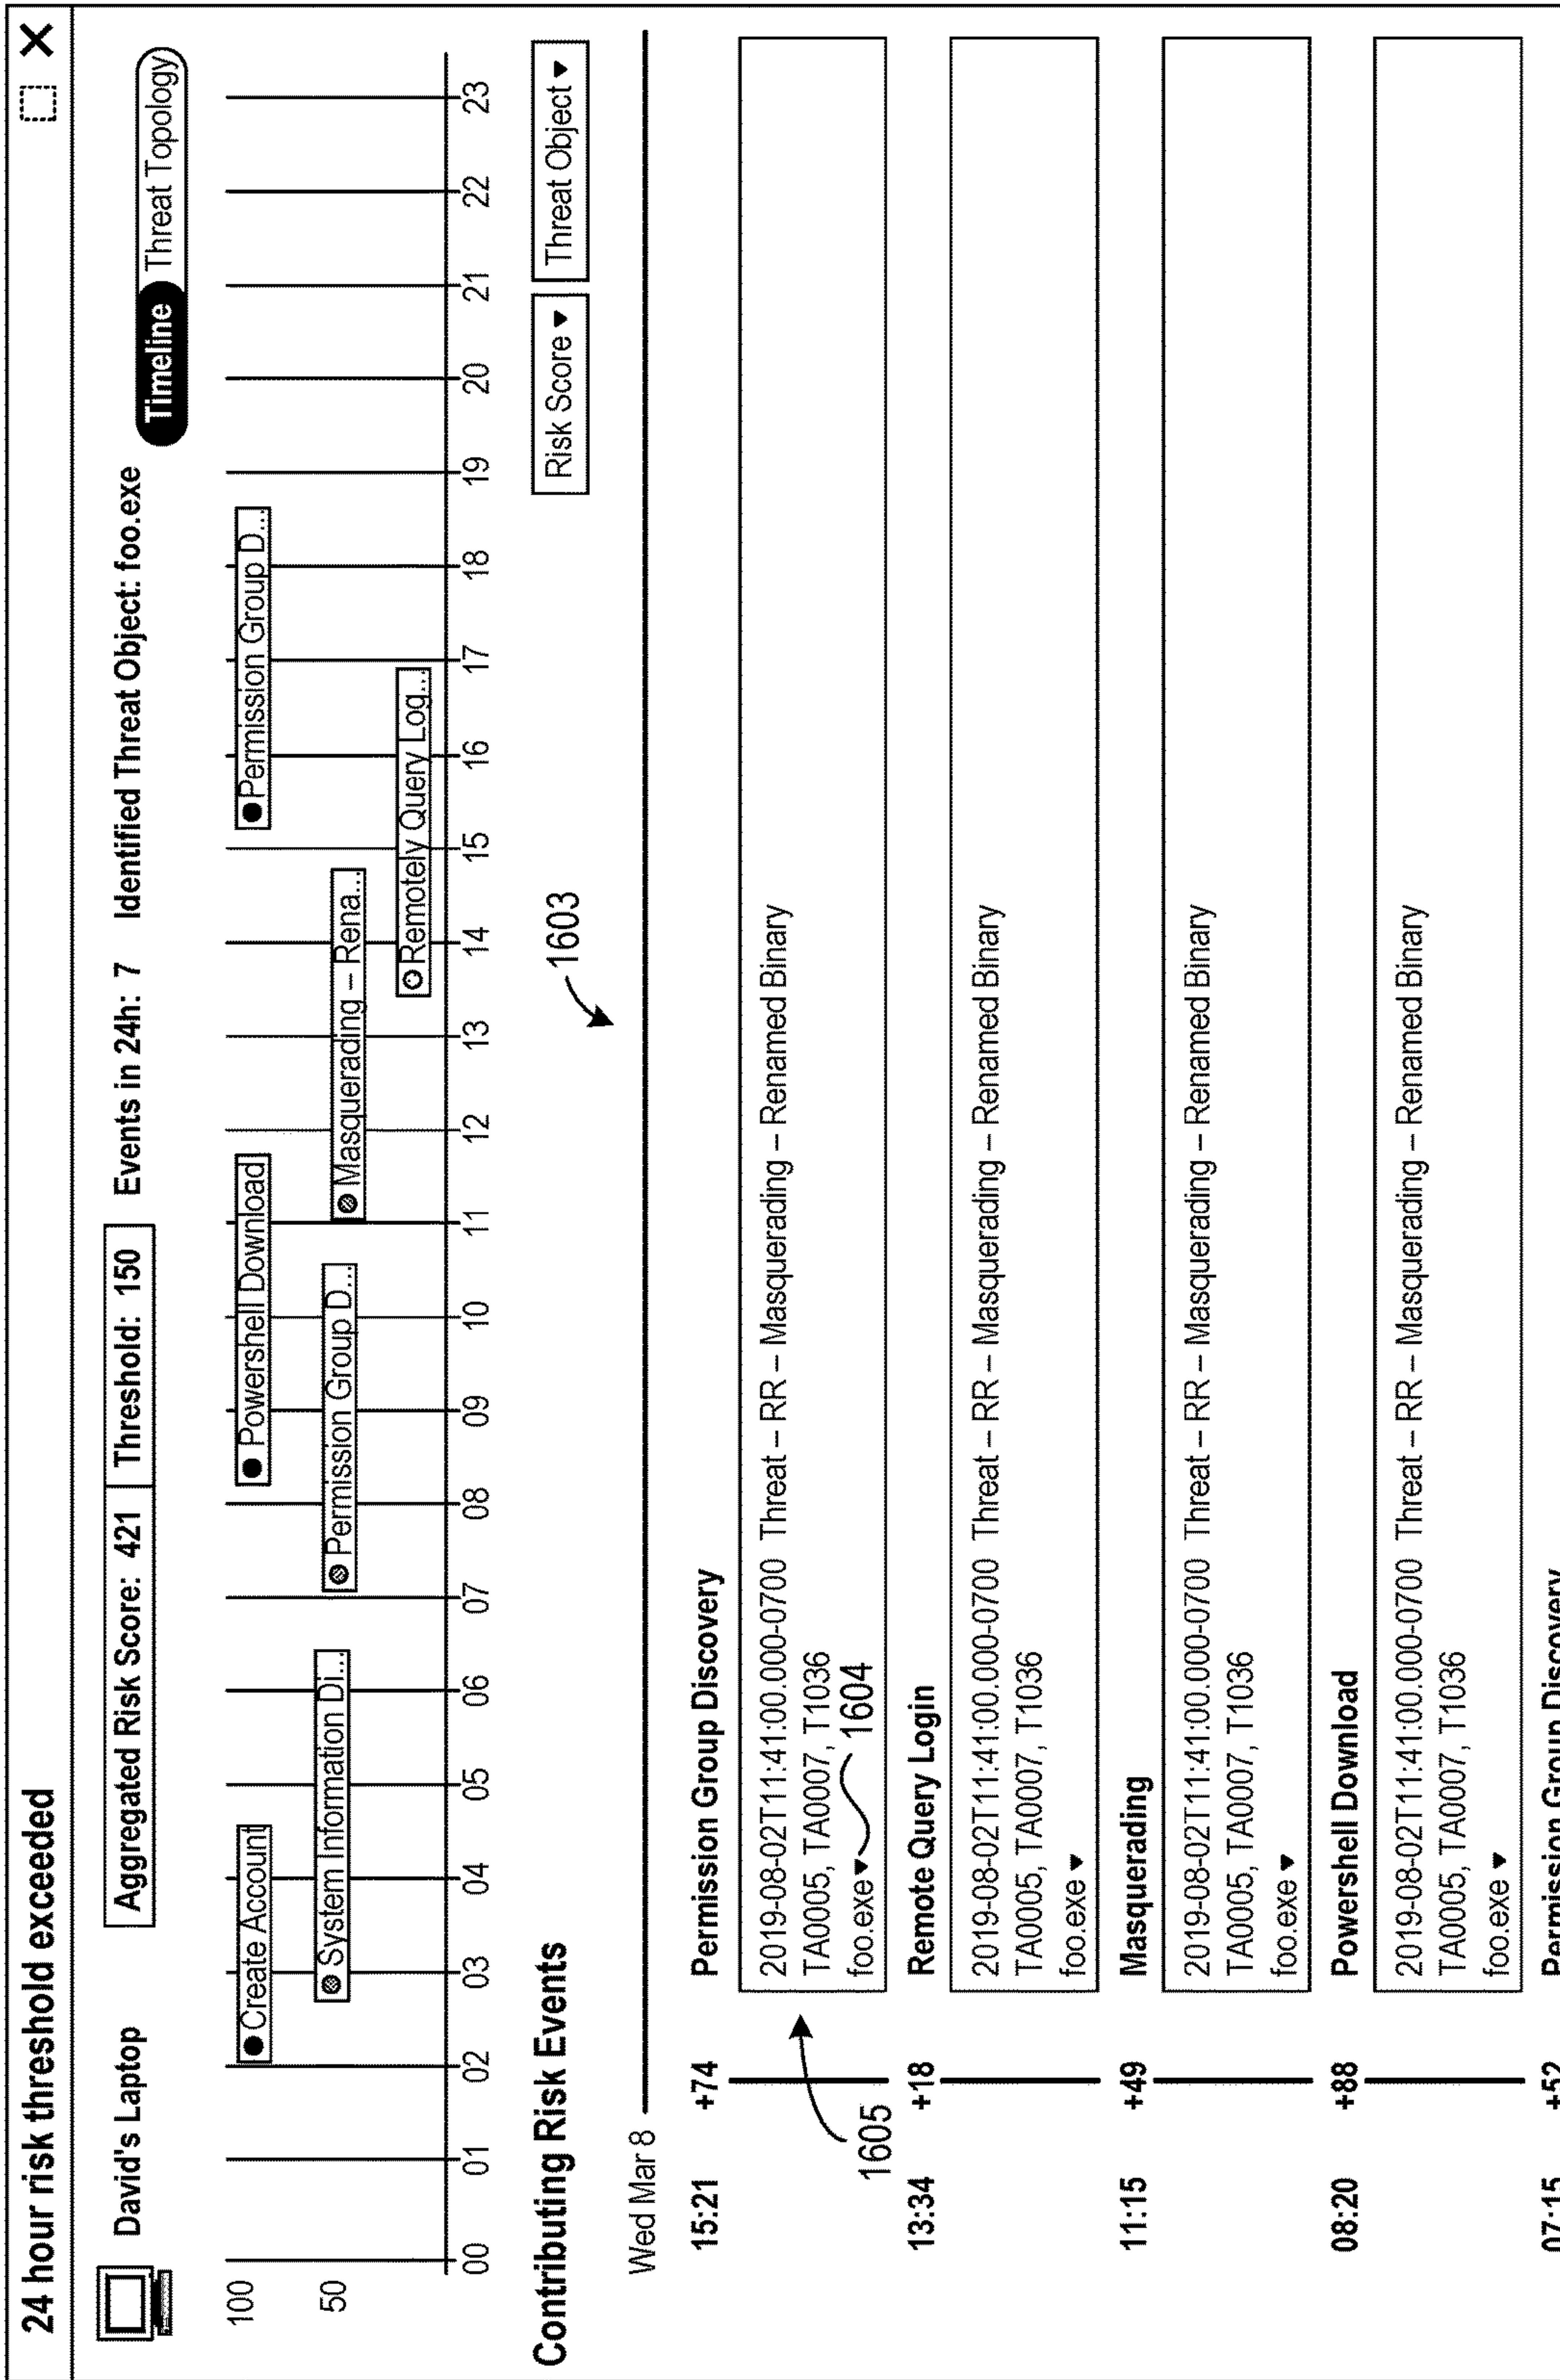 24 hour risk threshold exceeded
David's Laptop Aggregated Risk Score: 421 Threshold: 150 Events in 24h: 7 Identified Threat Object: foo.exe Timeline Threat Topology
100 Create Account Powershell Download Permission Group D...
50 System Information Di... Permission Group D... Masquerading – Rena...
Remotely Query Log...
00 01 02 03 04 05 06 07 08 09 10 11 12 13 14 15 16 17 18 19 20 21 22 23
Contributing Risk Events Risk Score Threat Object
1603
Wed Mar 8
15:21 +74 Permission Group Discovery
2019-08-02T11:41:00.000-0700 Threat – RR – Masquerading – Renamed Binary
TA0005, TA0007, T1036
foo.exe 1604
1605
13:34 +18 Remote Query Login
2019-08-02T11:41:00.000-0700 Threat – RR – Masquerading – Renamed Binary
TA0005, TA0007, T1036
foo.exe
11:15 +49 Masquerading
2019-08-02T11:41:00.000-0700 Threat – RR – Masquerading – Renamed Binary
TA0005, TA0007, T1036
foo.exe
08:20 +88 Powershell Download
2019-08-02T11:41:00.000-0700 Threat – RR – Masquerading – Renamed Binary
TA0005, TA0007, T1036
foo.exe
07:15 +52 Permission Group Discovery